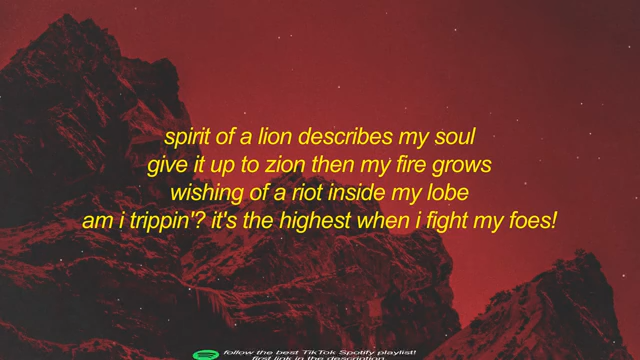 spirit of a lion describes my soul
give it up to zion then my fire grows
wishing of a riot inside my lobe
am i trippin'? it's the highest when i fight my foes!
follow the best TikTok Spotify playlist!
first link in the description